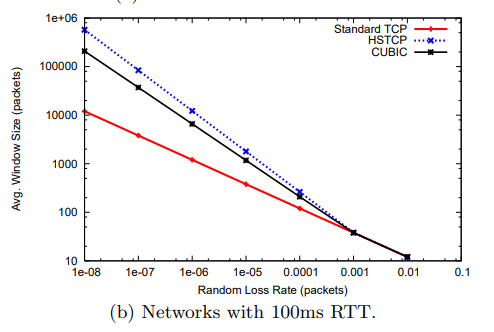 1e+06
100000
10000
1000
100
10
Avg. Window Size (packets)
Standard TCP
HSTCP
CUBIC
1e-08 1e-07 1e-06 1e-05 0.0001 0.001 0.01 0.1
Random Loss Rate (packets)
(b) Networks with 100ms RTT.